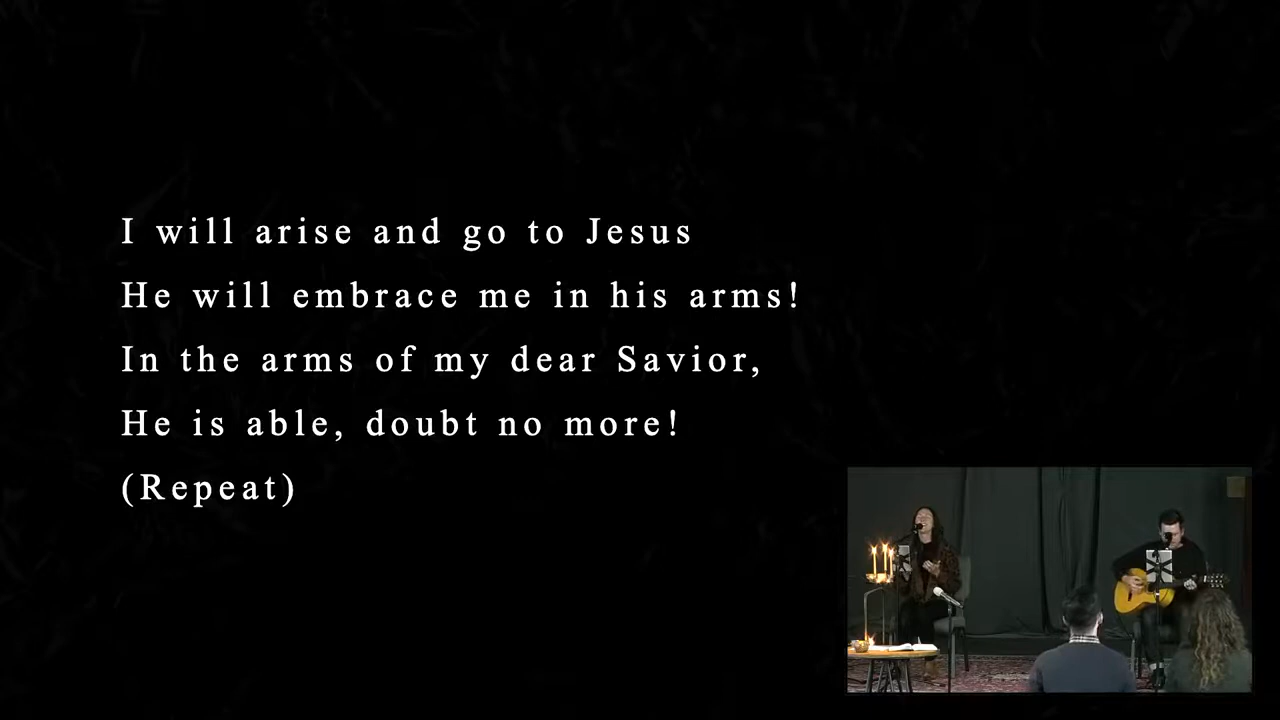 I will arise and go to Jesus
He will embrace me in his arms!
In the arms of my dear Savior,
He is able, doubt no more!
(Repeat)